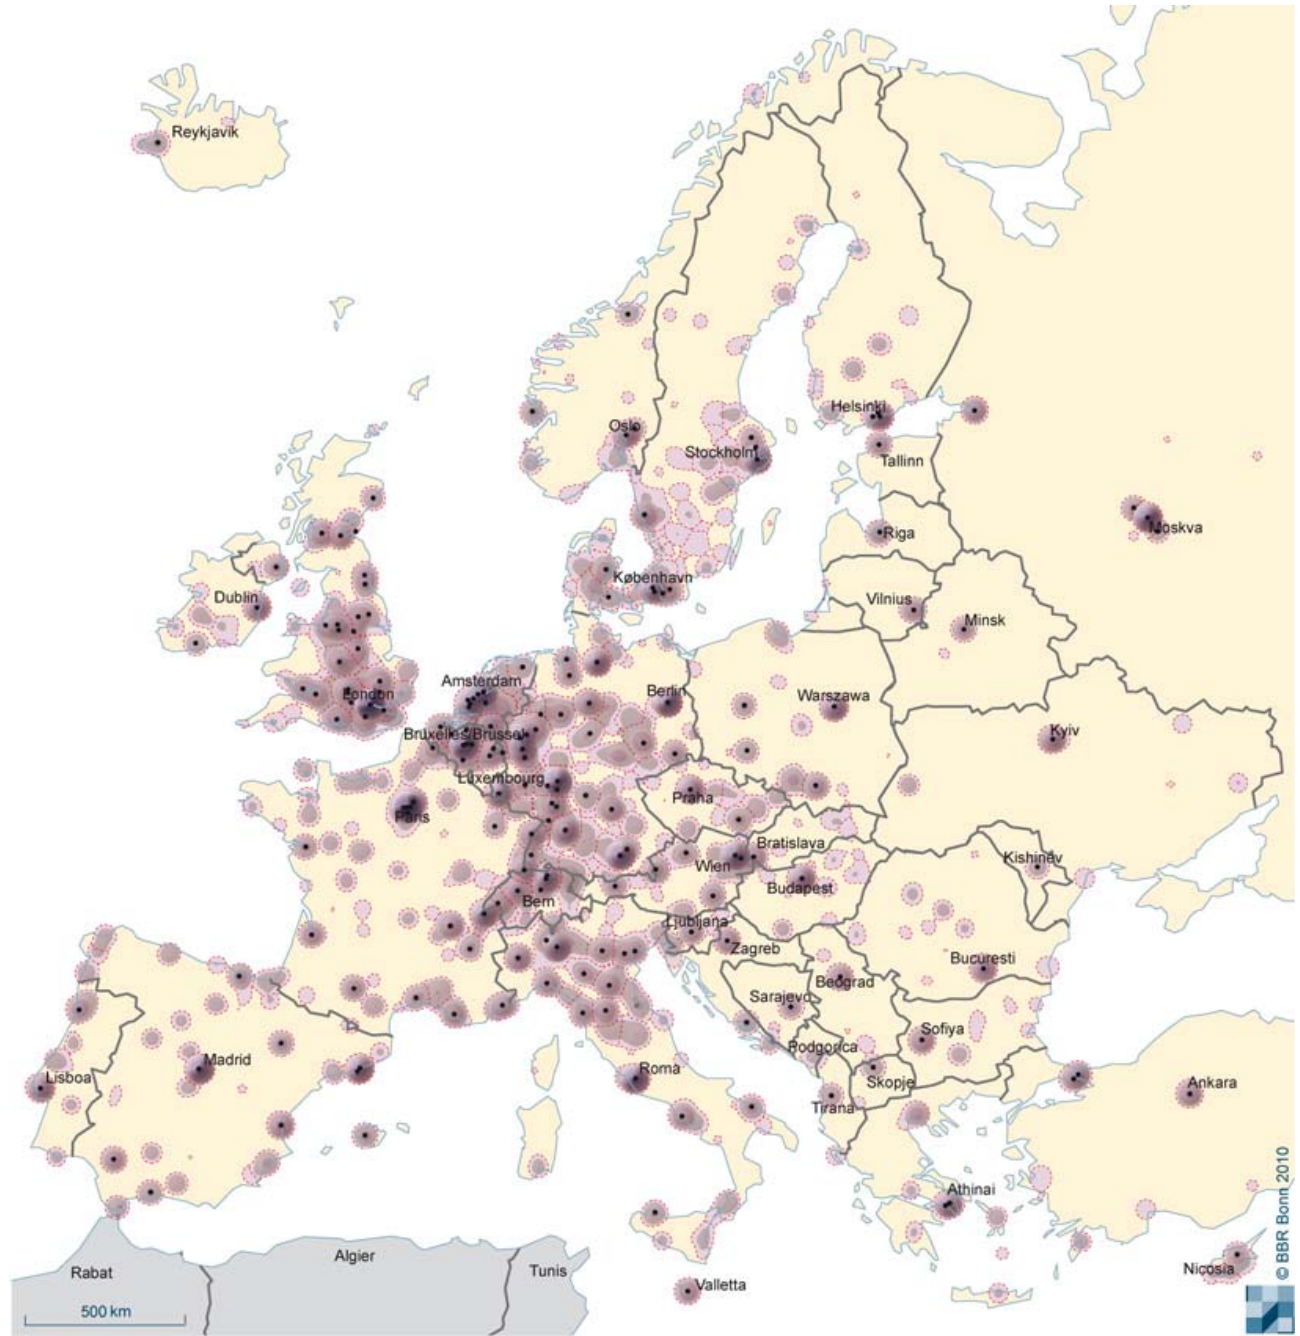 Reykjavik
Oslo
Helsinki
Stockholm
Tallinn
Moskva
Riga
København
Dublin
Vilnius
Minsk
Amsterdam
London
Berlin
Warszawa
Bruxelles/Brüssel
Kyiv
Luxembourg
Praha
Paris
Bratislava
Wien
Kishinev
Budapest
Bern
Ljubljana
Zagreb
Bucuresti
Beograd
Sarajevo
Sofiya
Podgorica
Madrid
Roma
Lisboa
Skopje
Ankara
Tirana
Athinai
© BBR Bonn 2010
Algier
Rabat
Tunis
Nicosia
Valletta
500 km